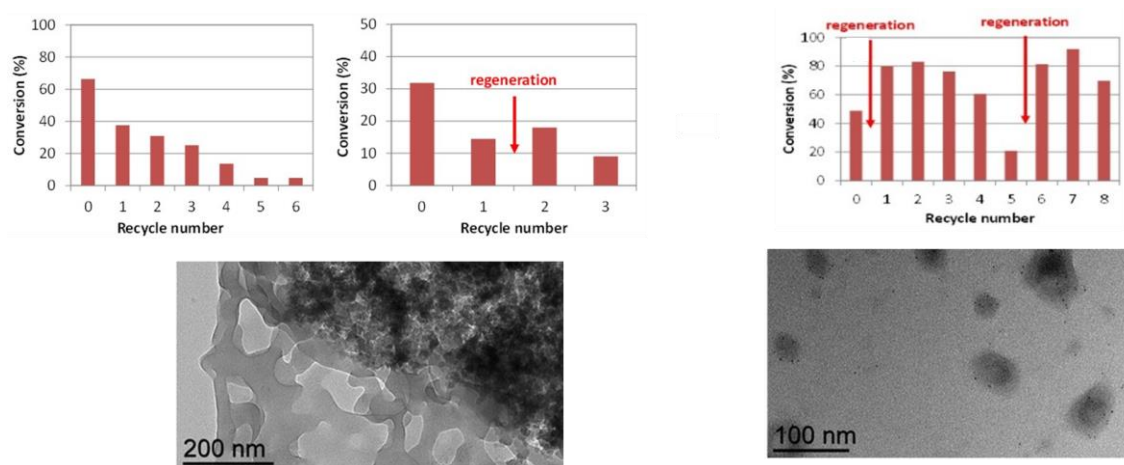 100
80
60
40
20
0
Conversion (%)
0 1 2 3 4 5 6
Recycle number
50
40
30
20
10
0
Conversion (%)
regeneration
0 1 2 3
Recycle number
regeneration
regeneration
100
80
60
40
20
0
Conversion (%)
0 1 2 3 4 5 6 7 8
Recycle number
200 nm
100 nm